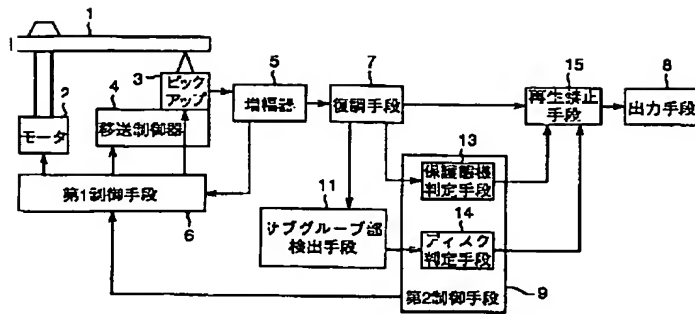 1
3
ピック
アップ
4
移送制御器
2
モータ
第1制御手段
6
5
増幅器
7
復調手段
15
再生禁止
手段
8
出力手段
13
保護態様
判定手段
11
サブグループ部
検出手段
14
ディスク
判定手段
第2制御手段
9